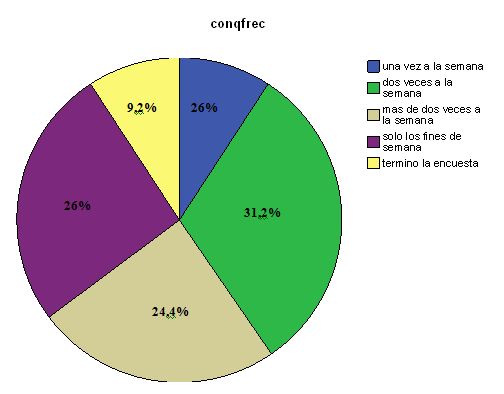 conqfrec
una vez a la semana
dos veces a la
semana
mas de dos veces a
la semana
solo los fines de
semana
termino la encuesta
9,2%
26%
31,2%
26%
24,4%